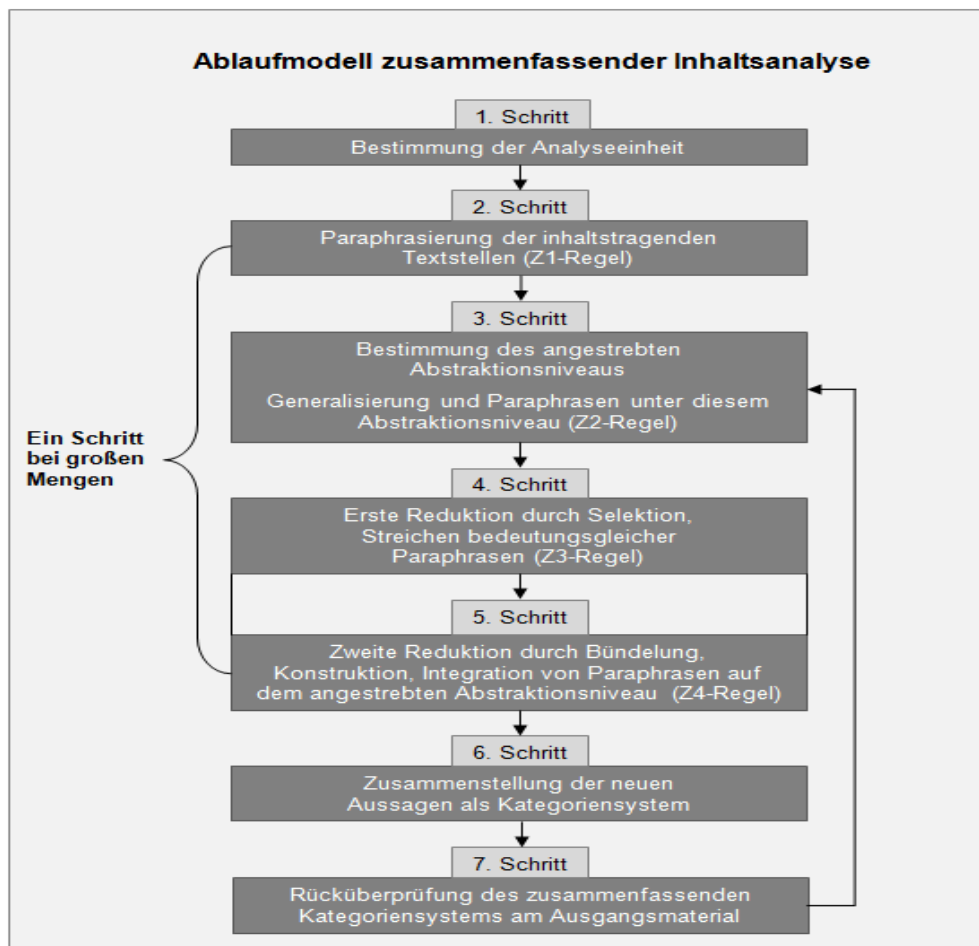 Ablaufmodell zusammenfassender Inhaltsanalyse
1. Schritt
Bestimmung der Analyseeinheit
2. Schritt
Paraphrasierung der inhaltstragenden
Textstellen (Z1-Regel)
3. Schritt
Bestimmung des angestrebten
Abstraktionsniveaus
Generalisierung und Paraphrasen unter diesem
Abstraktionsniveau (Z2-Regel)
Ein Schritt
bei großen
Mengen
4. Schritt
Erste Reduktion durch Selektion,
Streichen bedeutungsgleicher
Paraphrasen (Z3-Regel)
5. Schritt
Zweite Reduktion durch Bündelung,
Konstruktion, Integration von Paraphrasen auf
dem angestrebten Abstraktionsniveau (Z4-Regel)
6. Schritt
Zusammenstellung der neuen
Aussagen als Kategoriensystem
7. Schritt
Rücküberprüfung des zusammenfassenden
Kategoriensystems am Ausgangsmaterial